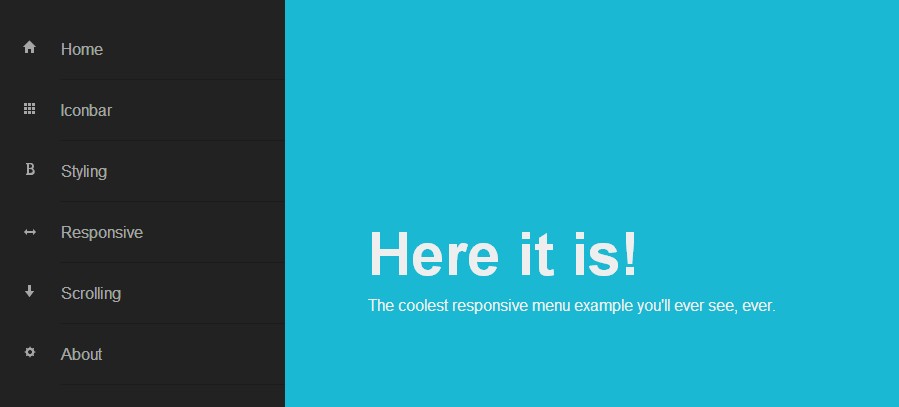 Home
Iconbar
Styling
Responsive
Scrolling
About
Here it is!
The coolest responsive menu example you'll ever see, ever.